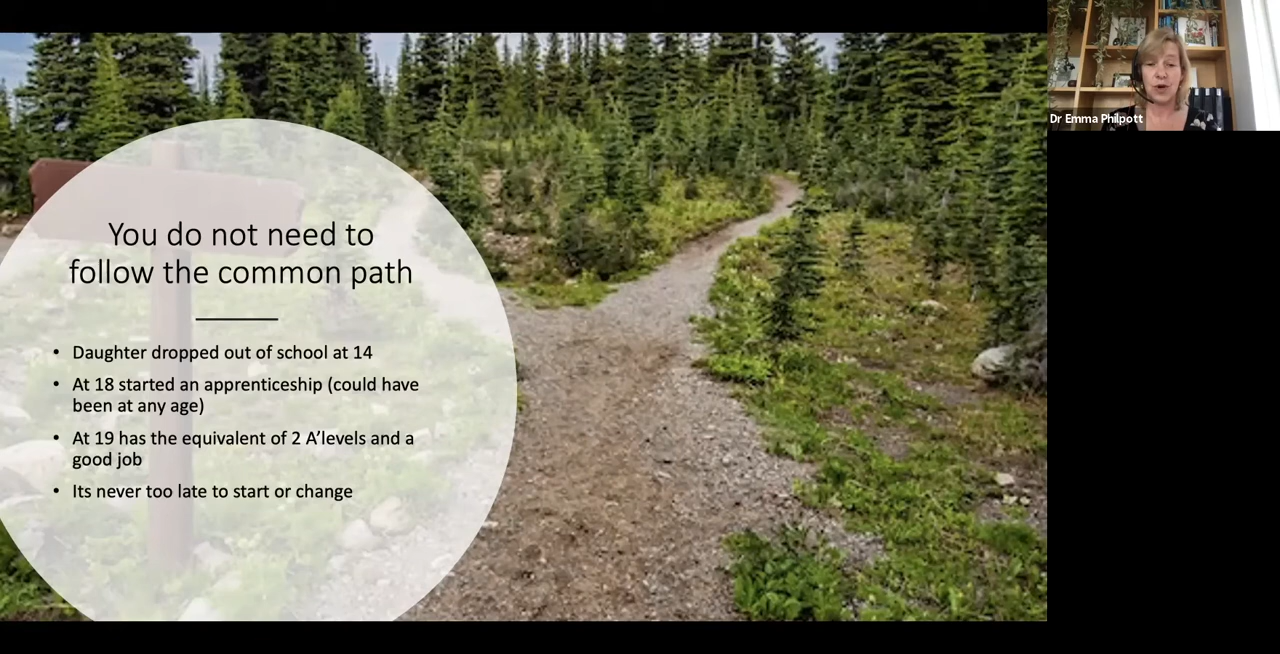 You do not need to
follow the common path
• Daughter dropped out of school at 14
• At 18 started an apprenticeship (could have
been at any age)
• At 19 has the equivalent of 2 A'levels and a
good job
• Its never too late to start or change
Dr Emma Philpott